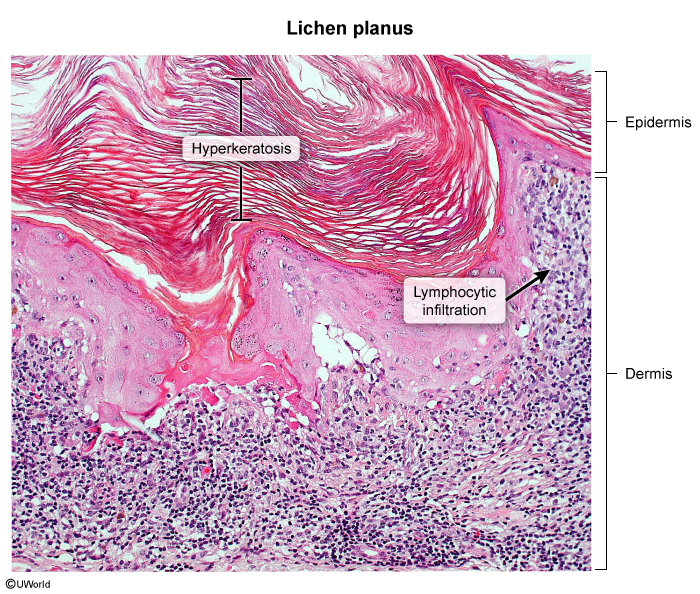 Lichen planus
Epidermis
Hyperkeratosis
Lymphocytic
infiltration
Dermis
©UWorld